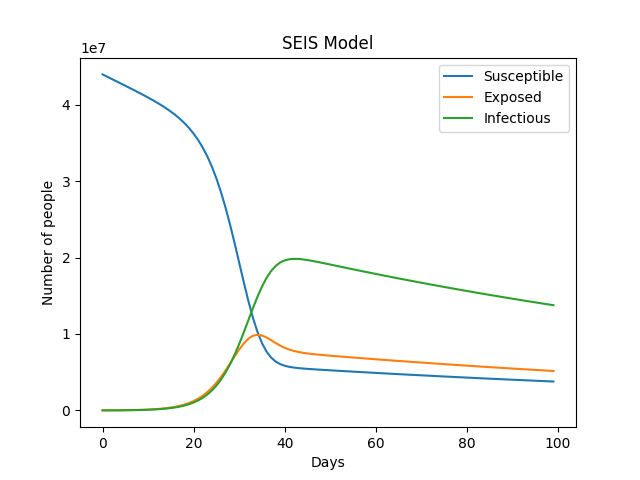 SEIS Model
1e7
Susceptible
Exposed
Infectious
4
3
2
1
0
Number of people
0 20 40 60 80 100
Days